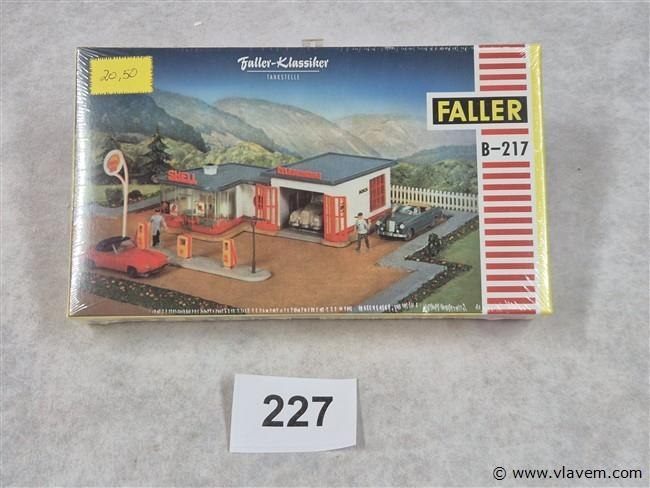 20,50
Faller-Klassiker
TANKSTELLE
FALLER
B-217
SHELL
227
© www.vlavem.com